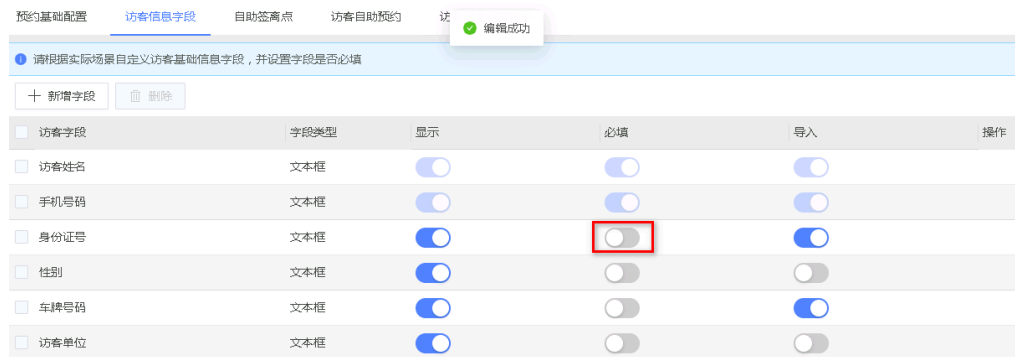 预约基础配置 访客信息字段 自助签离点 访客自助预约 访
编辑成功
请根据实际场景自定义访客基础信息字段，并设置字段是否必填
新增字段 删除
访客字段 字段类型 显示 必填 导入 操作
访客姓名 文本框
手机号码 文本框
身份证号 文本框
性别 文本框
车牌号码 文本框
访客单位 文本框